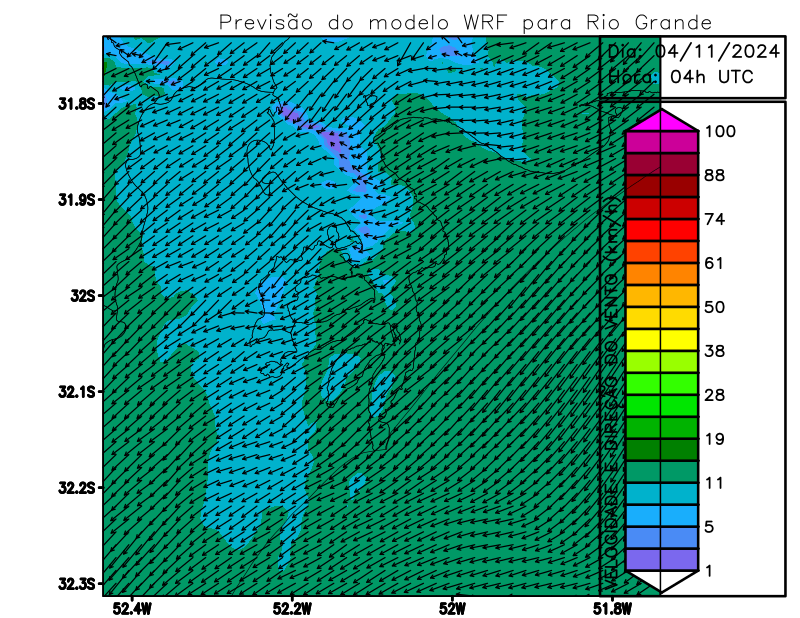 Previsão do modelo WRF para Rio Grande
Dia: 04/11/2024
Hora: 04h UTC
31.8S
31.9S
32S
32.1S
32.2S
32.3S
52.4W
52.2W
52W
51.8W
VELOCIDADE E DIREÇÃO DO VENTO (km/h)
100
88
74
61
50
38
28
19
11
5
1